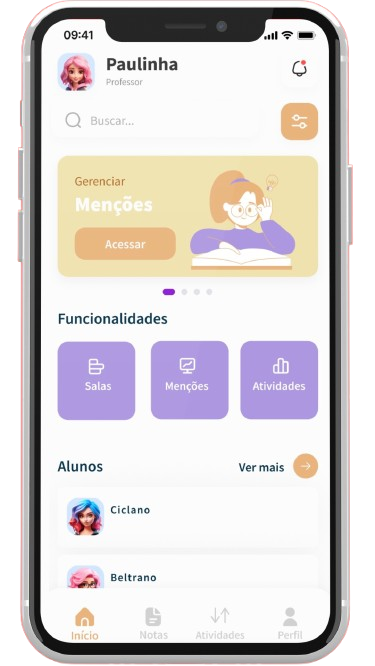 09:41
Paulinha
Professor
Buscar...
Gerenciar
Menções
Acessar
Funcionalidades
Salas
Menções
Atividades
Alunos
Ver mais
Ciclano
Beltrano
Início
Notas
Atividades
Perfil